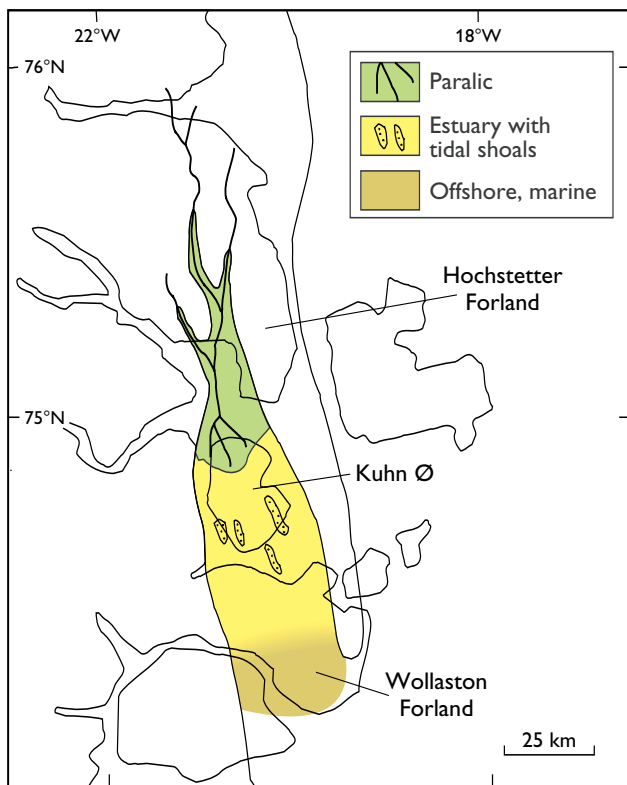 22°W
18°W
76°N
Paralic
Estuary with
tidal shoals
Offshore, marine
Hochstetter
Forland
75°N
Kuhn Ø
Wollaston
Forland
25 km